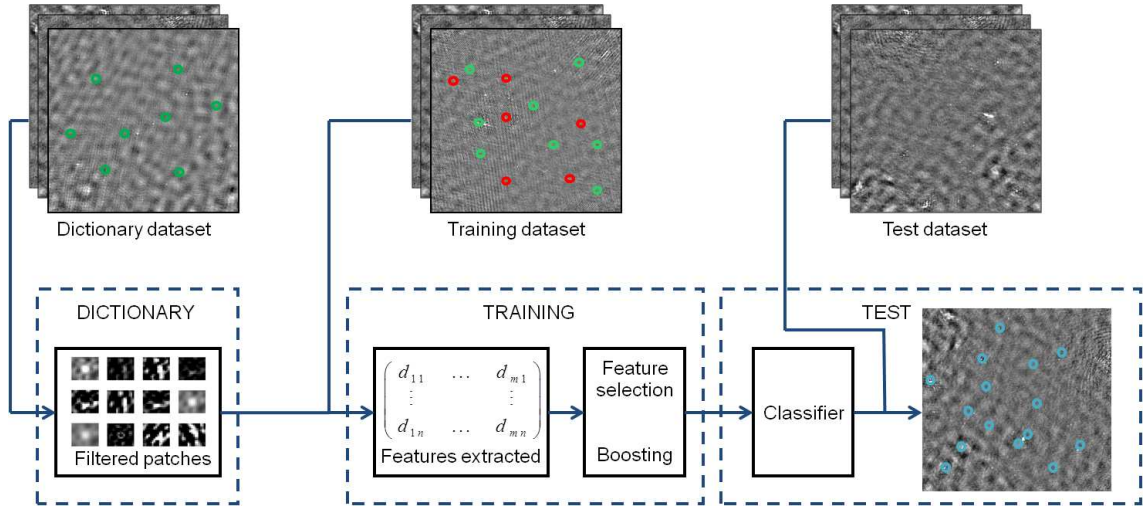 Dictionary dataset
Training dataset
Test dataset
DICTIONARY
TRAINING
TEST
Filtered patches
d11 … dm1
⋮ ⋮
d1n … dmn
Features extracted
Feature
selection
Boosting
Classifier